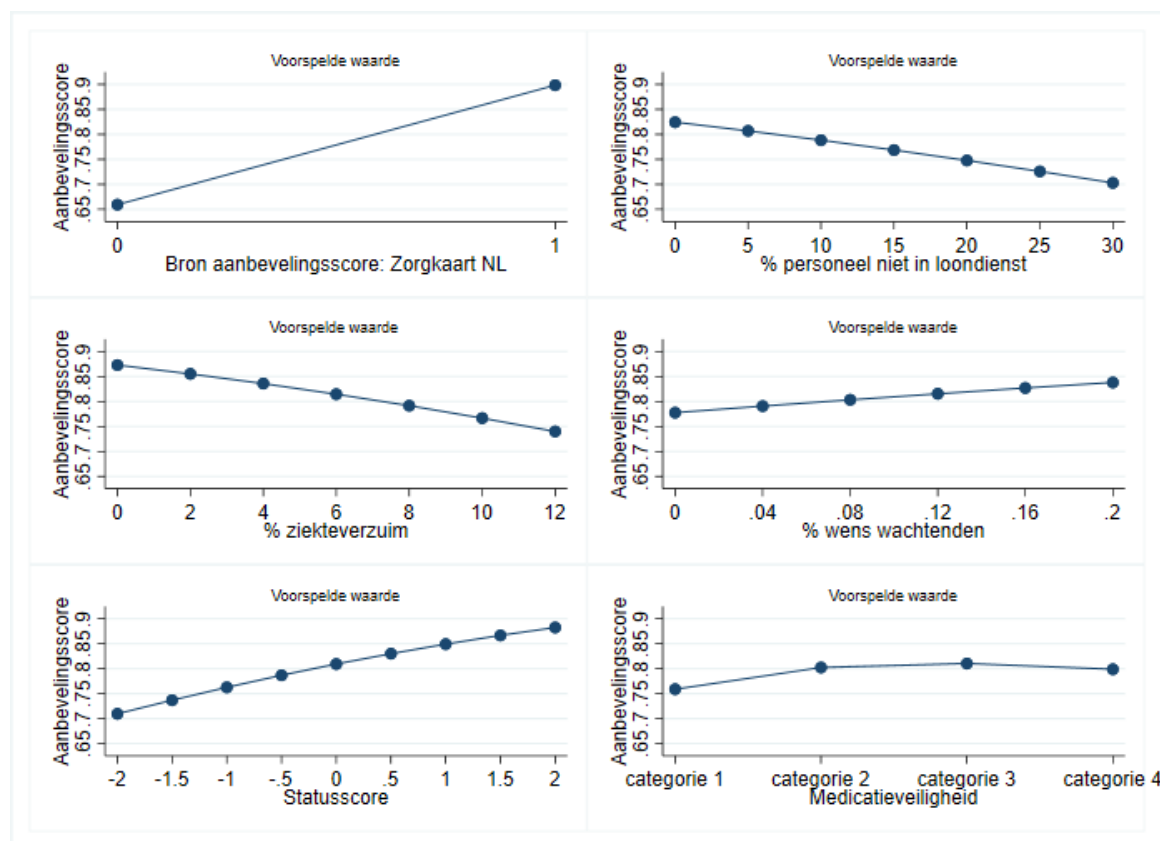 Voorspelde waarde
Aanbevelingsscore
.65 .7 .75 .8 .85 .9
0 1
Bron aanbevelingsscore: Zorgkaart NL
Voorspelde waarde
Aanbevelingsscore
.65 .7 .75 .8 .85 .9
0 5 10 15 20 25 30
% personeel niet in loondienst
Voorspelde waarde
Aanbevelingsscore
.65 .7 .75 .8 .85 .9
0 2 4 6 8 10 12
% ziekteverzuim
Voorspelde waarde
Aanbevelingsscore
.65 .7 .75 .8 .85 .9
0 .04 .08 .12 .16 .2
% wens wachtenden
Voorspelde waarde
Aanbevelingsscore
.65 .7 .75 .8 .85 .9
-2 -1.5 -1 -.5 0 .5 1 1.5 2
Statusscore
Voorspelde waarde
Aanbevelingsscore
.65 .7 .75 .8 .85 .9
categorie 1 categorie 2 categorie 3 categorie 4
Medicatieveiligheid